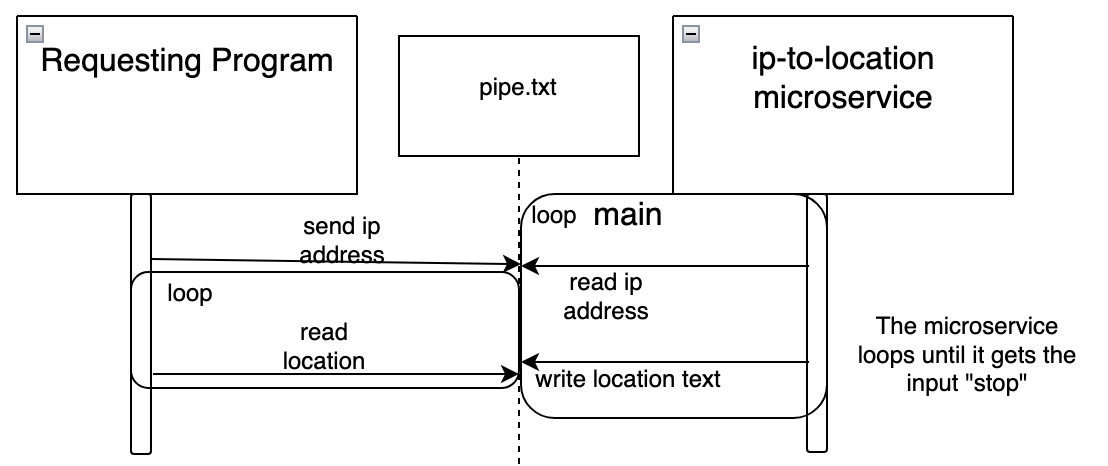 Requesting Program
pipe.txt
ip-to-location
microservice
send ip
address
loop main
loop
read ip
address
read
location
write location text
The microservice
loops until it gets the
input "stop"